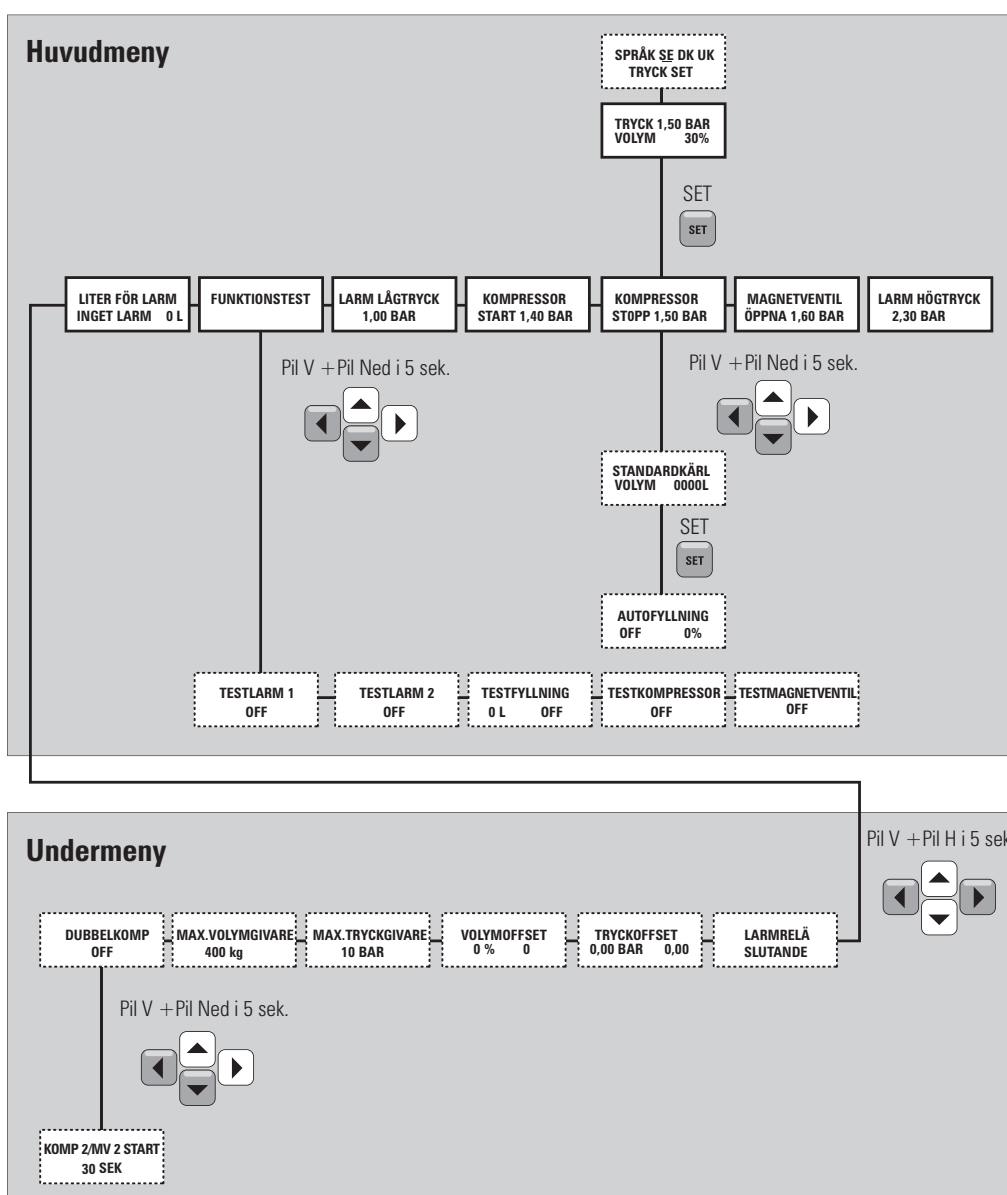 Huvudmeny
SPRÅK SE DK UK
TRYCK SET
TRYCK 1,50 BAR
VOLYM 30%
SET
SET
LITER FÖR LARM
INGET LARM 0 L
FUNKTIONSTEST
LARM LÅGTRYCK
1,00 BAR
KOMPRESSOR
START 1,40 BAR
KOMPRESSOR
ST0PP 1,50 BAR
MAGNETVENTIL
ÖPPNA 1,60 BAR
LARM HÖGTRYCK
2,30 BAR
Pil V +Pil Ned i 5 sek.
Pil V +Pil Ned i 5 sek.
STANDARDKÄRL
VOLYM 0000L
SET
SET
AUTOFYLLNING
OFF 0%
TESTLARM 1
OFF
TESTLARM 2
OFF
TESTFYLLNING
0 L OFF
TESTKOMPRESSOR
OFF
TESTMAGNETVENTIL
OFF
Undermeny
Pil V +Pil H i 5 sek
DUBBELKOMP
OFF
MAX.VOLYMGIVARE
400 kg
MAX.TRYCKGIVARE
10 BAR
VOLYMOFFSET
0 % 0
TRYCKOFFSET
0,00 BAR 0,00
LARMRELÄ
SLUTANDE
Pil V +Pil Ned i 5 sek.
KOMP 2/MV 2 START
30 SEK